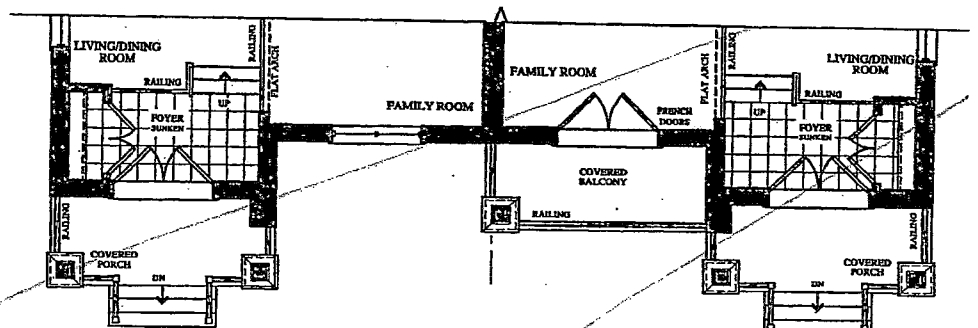 LIVING/DINING
ROOM
RAILING
RAILING
FLAT ARCH
UP
FOYER
SUNKEN
FAMILY ROOM
RAILING
COVERED
PORCH
DN
FAMILY ROOM
FRENCH
DOORS
COVERED
BALCONY
RAILING
FLAT ARCH
RAILING
LIVING/DINING
ROOM
RAILING
UP
FOYER
SUNKEN
RAILING
COVERED
PORCH
DN